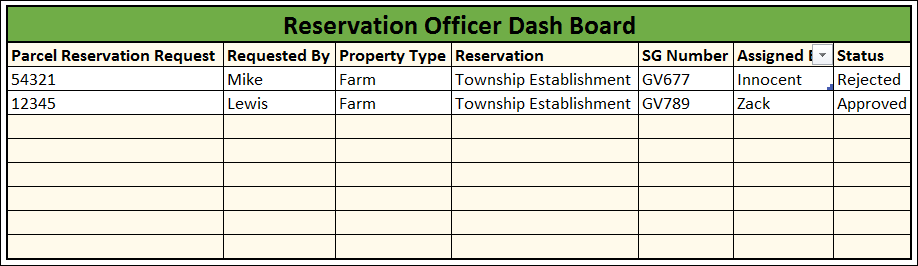 Reservation Officer Dash Board
Parcel Reservation Request Requested By Property Type Reservation SG Number Assigned Status
54321 Mike Farm Township Establishment GV677 Innocent Rejected
12345 Lewis Farm Township Establishment GV789 Zack Approved